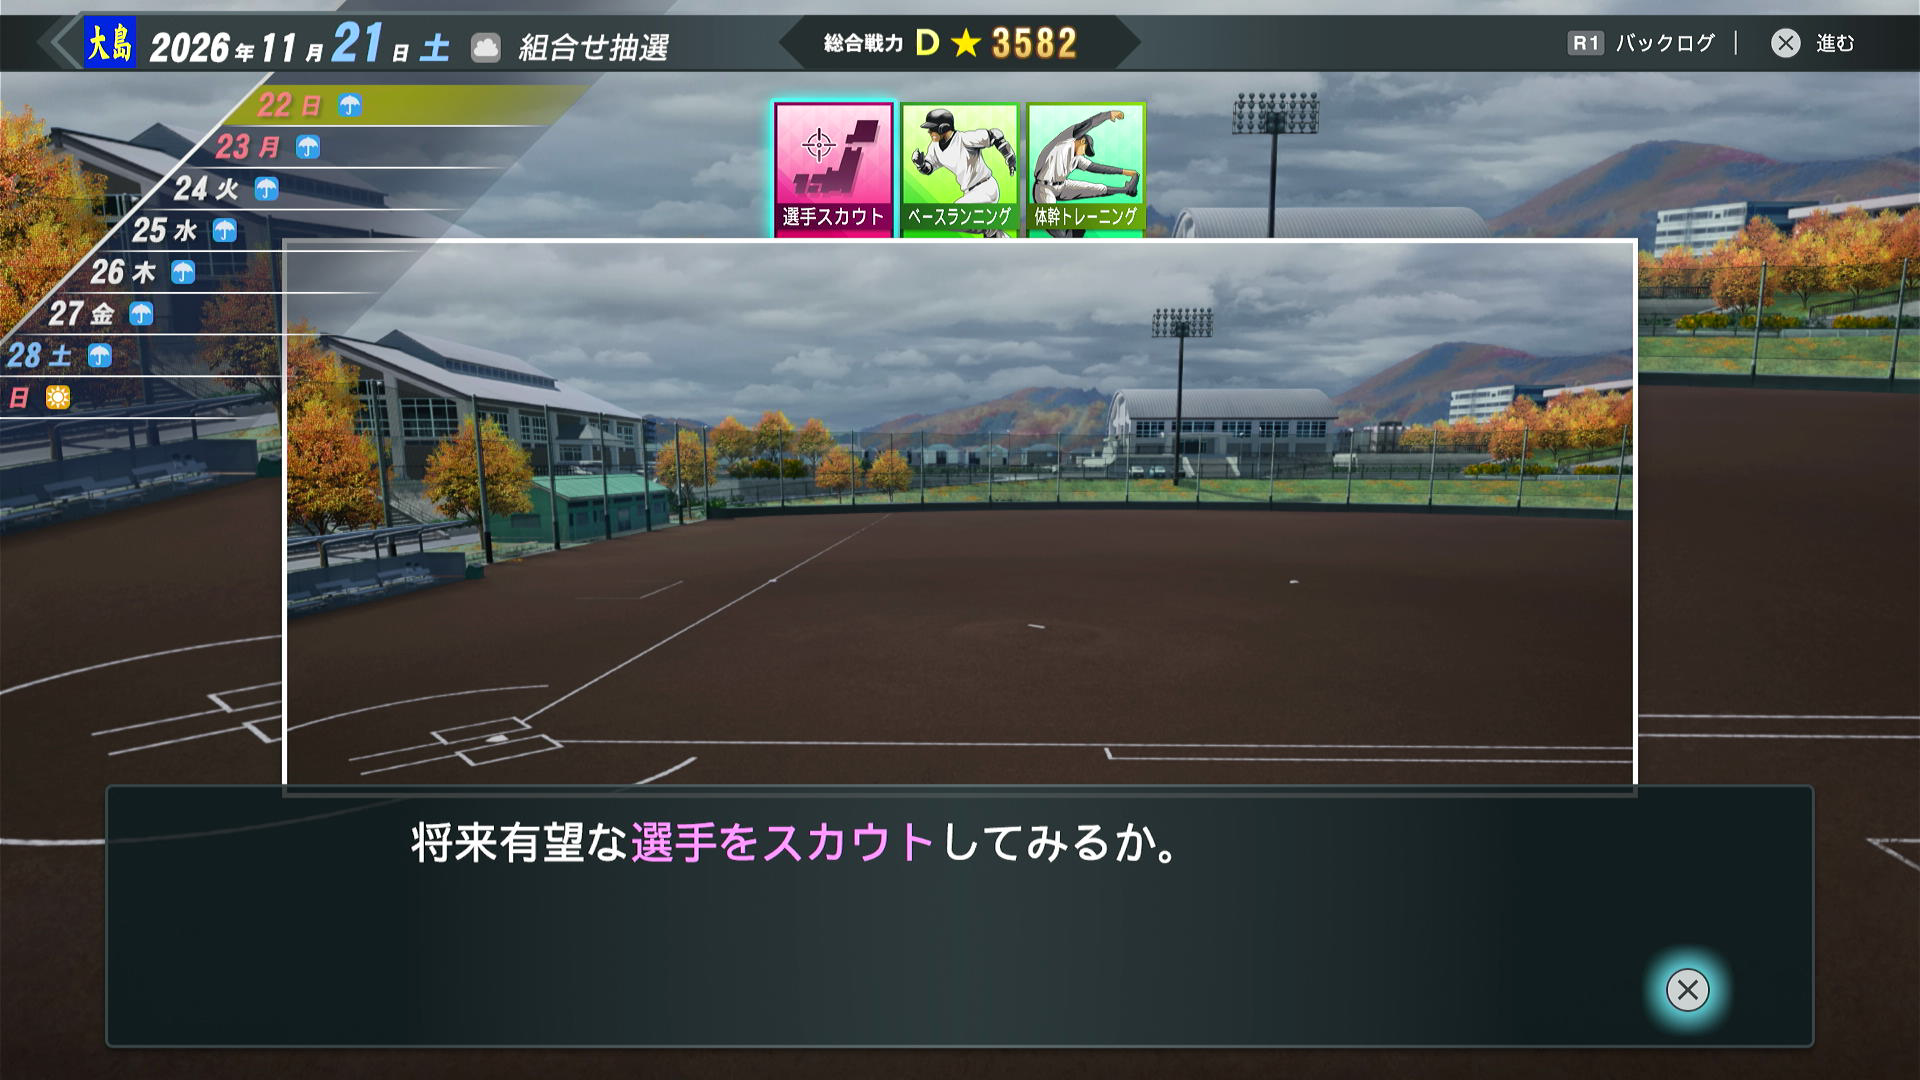 大島 2026年11月21日 土 組合せ抽選
総合戦力 D ★ 3582
R1 バックログ | 進む
22 日
23 月
24 火
25 水
26 木
27 金
28 土
日
選手スカウト ベースランニング 体幹トレーニング
将来有望な選手をスカウトしてみるか。